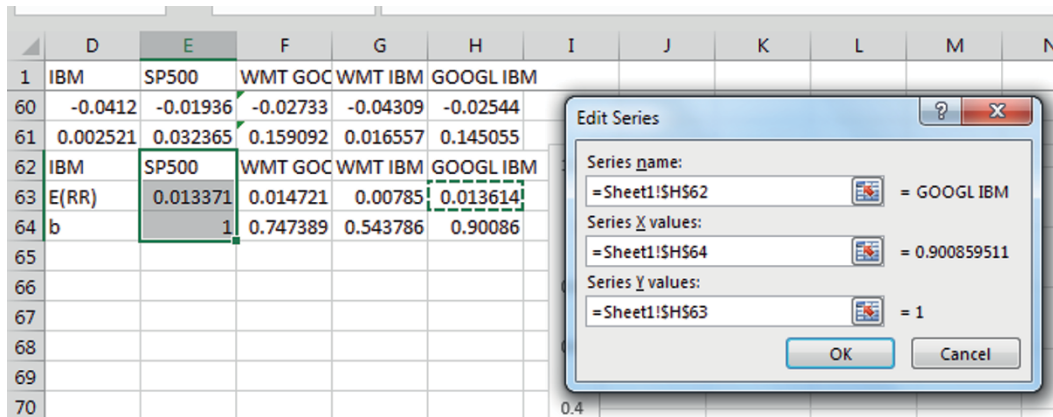 D E F G H I J K L M N
1 IBM SP500 WMT GOC WMT IBM GOOGL IBM
60 -0.0412 -0.01936 -0.02733 -0.04309 -0.02544
61 0.002521 0.032365 0.159092 0.016557 0.145055
62 IBM SP500 WMT GOC WMT IBM GOOGL IBM
63 E(RR) 0.013371 0.014721 0.00785 0.013614
64 b 1 0.747389 0.543786 0.90086
65
66
67
68
69
70 0.4
Edit Series ? X
Series name:
=Sheet1!$H$62 = GOOGL IBM
Series X values:
=Sheet1!$H$64 = 0.900859511
Series Y values:
=Sheet1!$H$63 = 1
OK Cancel